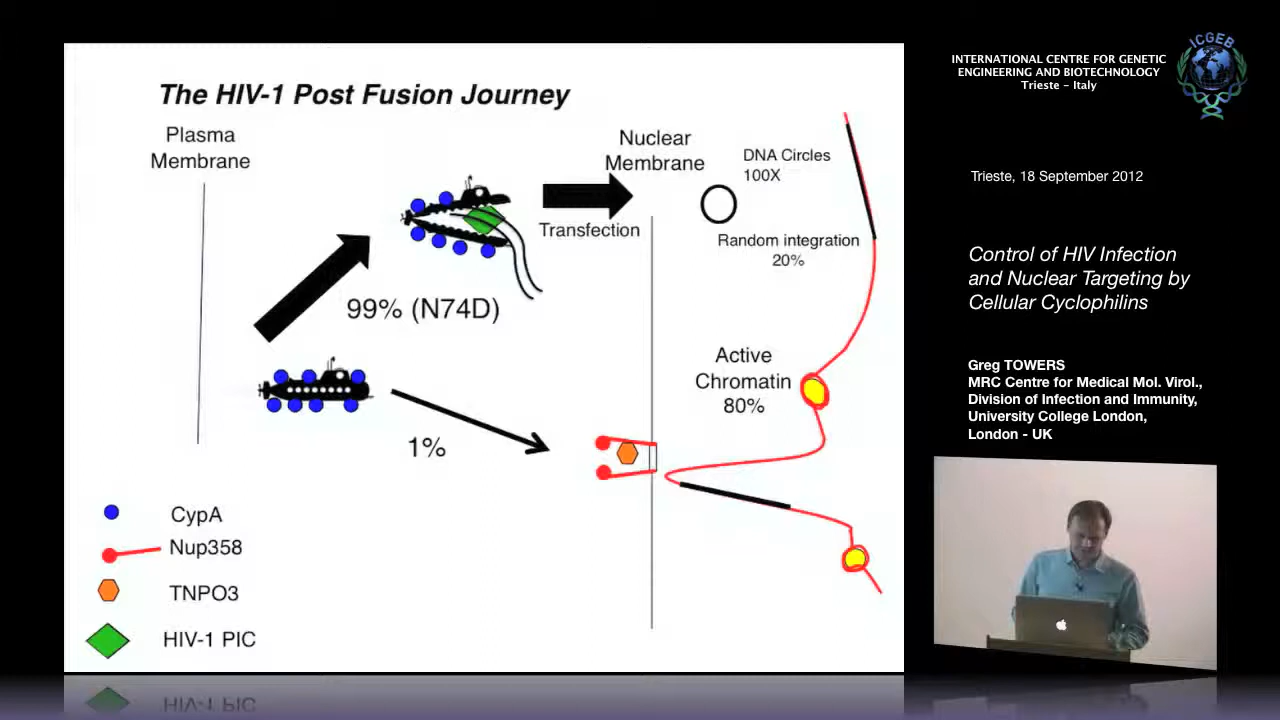 The HIV-1 Post Fusion Journey
Plasma
Membrane
Nuclear
Membrane
DNA Circles
100X
Transfection
Random integration
20%
99% (N74D)
Active
Chromatin
80%
1%
CypA
Nup358
TNPO3
HIV-1 PIC
INTERNATIONAL CENTRE FOR GENETIC
ENGINEERING AND BIOTECHNOLOGY
Trieste - Italy
ICGEB
Trieste, 18 September 2012
Control of HIV Infection
and Nuclear Targeting by
Cellular Cyclophilins
Greg TOWERS
MRC Centre for Medical Mol. Virol.,
Division of Infection and Immunity,
University College London,
London - UK